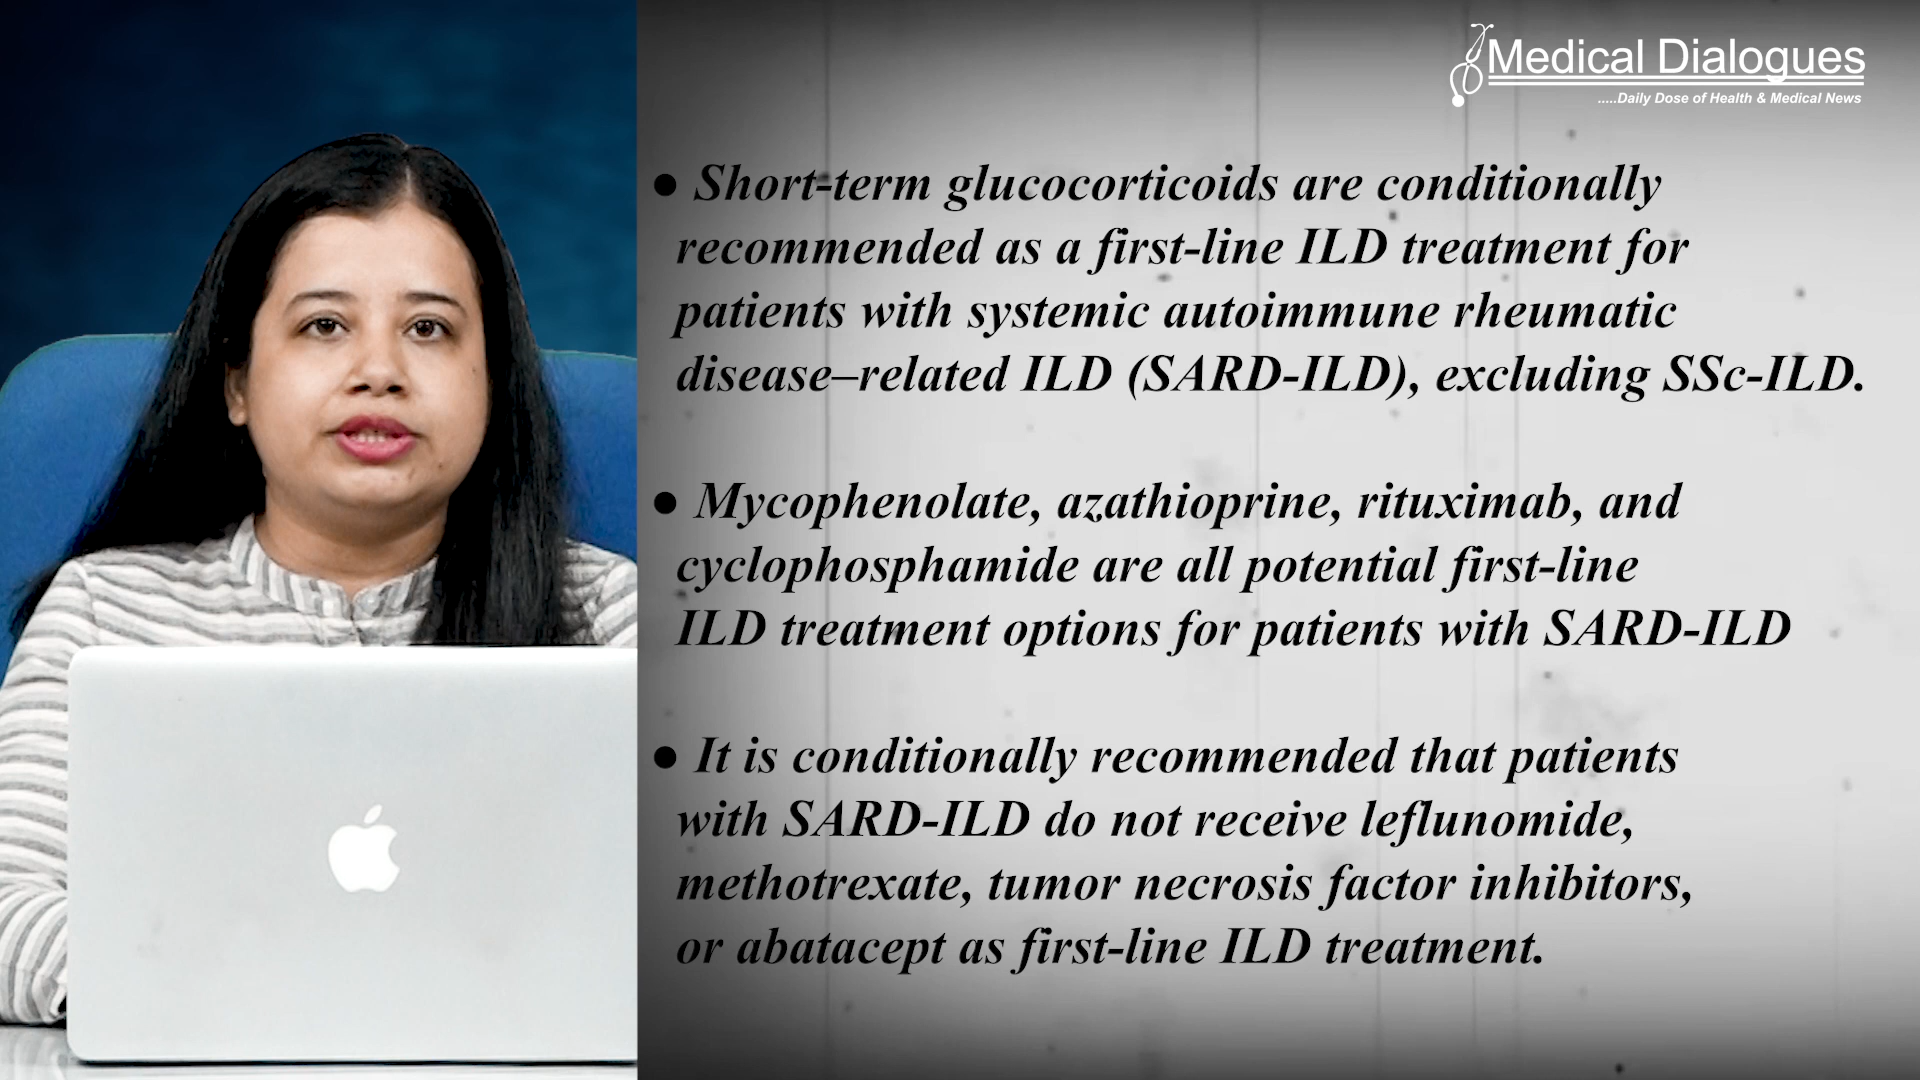 Medical Dialogues
.....Daily Dose of Health & Medical News
● Short-term glucocorticoids are conditionally
recommended as a first-line ILD treatment for
patients with systemic autoimmune rheumatic
disease–related ILD (SARD-ILD), excluding SSc-ILD.
● Mycophenolate, azathioprine, rituximab, and
cyclophosphamide are all potential first-line
ILD treatment options for patients with SARD-ILD
● It is conditionally recommended that patients
with SARD-ILD do not receive leflunomide,
methotrexate, tumor necrosis factor inhibitors,
or abatacept as first-line ILD treatment.